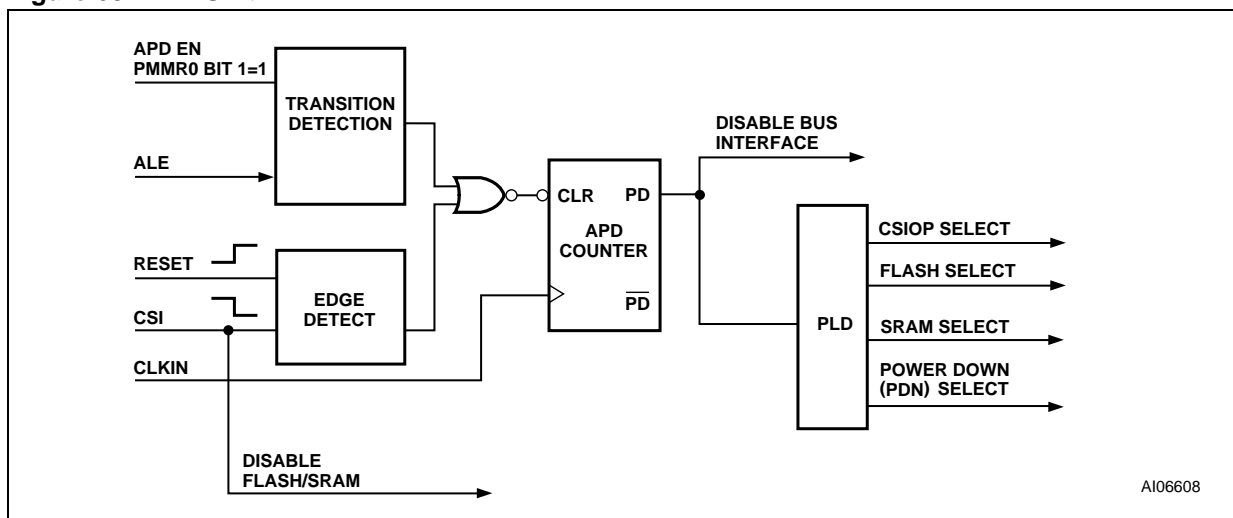 APD EN
PMMR0 BIT 1=1
TRANSITION
DETECTION
ALE
RESET
CSI
CLKIN
EDGE
DETECT
DISABLE
FLASH/SRAM
CLR
PD
APD
COUNTER
PD
DISABLE BUS
INTERFACE
PLD
CSIOP SELECT
FLASH SELECT
SRAM SELECT
POWER DOWN
(PDN) SELECT
AI06608